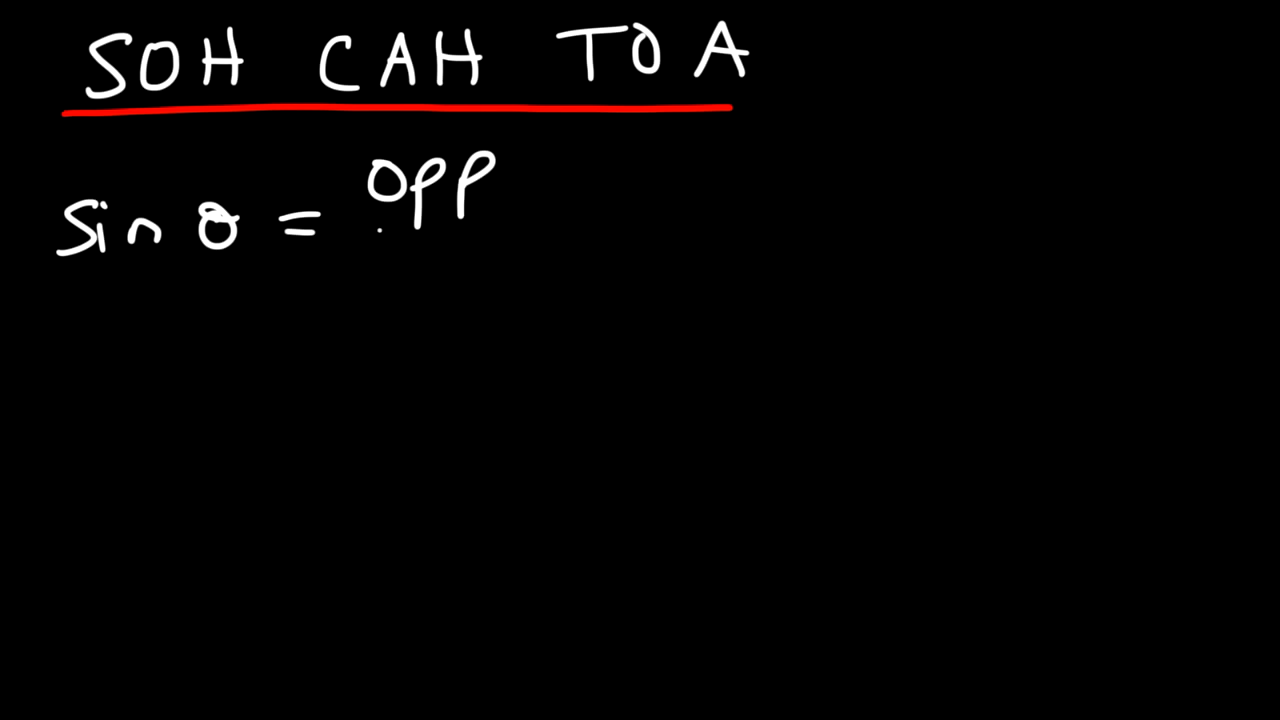 SOH CAH TOA
Sin θ = opp